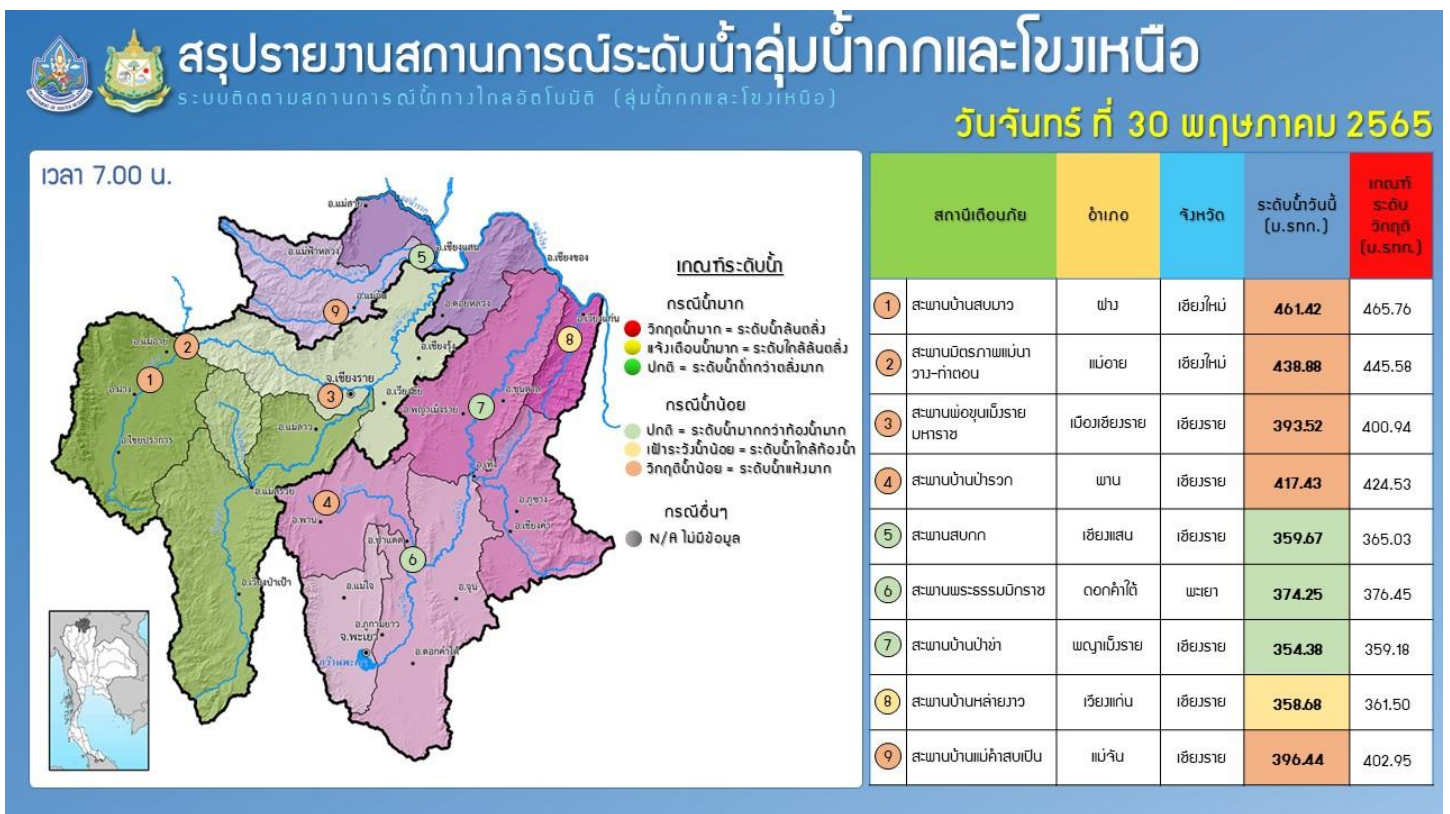 สรุปรายงานสถานการณ์ระดับน้ำลุ่มน้ำกกและโขงเหนือ
ระบบติดตามสถานการณ์น้ำทางไกลอัตโนมัติ (ลุ่มน้ำกกและโขงเหนือ)
วันจันทร์ ที่ 30 พฤษภาคม 2565
เวลา 7.00 น.
อ.แม่สาย
แม่น้ำรวก
อ.แม่ฟ้าหลวง
5
อ.เชียงแสน
แม่น้ำโขง
อ.เชียงของ
9
อ.แม่จัน
อ.ดอยหลวง
อ.เวียงแก่น
8
อ.แม่อาย
2
อ.เชียงรุ้ง
1
อ.ฝาง
จ.เชียงราย
3
อ.เวียงชัย
อ.พญาเม็งราย
7
อ.ขุนตาล
อ.ไชยปราการ
อ.แม่ลาว
อ.เทิง
อ.แม่สรวย
4
อ.พาน
อ.ภูซาง
อ.เชียงคำ
อ.ป่าแดด
6
อ.เวียงป่าเป้า
อ.แม่ใจ
อ.จุน
อ.ภูกามยาว
จ.พะเยา
กว๊านพะเยา
อ.ดอกคำใต้
เกณฑ์ระดับน้ำ
กรณีน้ำมาก
วิกฤตน้ำมาก = ระดับน้ำล้นตลิ่ง
แจ้งเตือนน้ำมาก = ระดับใกล้ล้นตลิ่ง
ปกติ = ระดับน้ำต่ำกว่าตลิ่งมาก
กรณีน้ำน้อย
ปกติ = ระดับน้ำมากกว่าท้องน้ำมาก
เฝ้าระวังน้ำน้อย = ระดับน้ำใกล้ท้องน้ำ
วิกฤติน้ำน้อย = ระดับน้ำแห้งมาก
กรณีอื่นๆ
N/A ไม่มีข้อมูล
สถานีเตือนภัย อำเภอ จังหวัด ระดับน้ำวันนี้ (ม.รทก.) เกณฑ์ระดับวิกฤติ (ม.รทก.)
1 สะพานบ้านสบมาว ฝาง เชียงใหม่ 461.42 465.76
2 สะพานมิตรภาพแม่นาวาง-ท่าตอน แม่อาย เชียงใหม่ 438.88 445.58
3 สะพานพ่อขุนเม็งรายมหาราช เมืองเชียงราย เชียงราย 393.52 400.94
4 สะพานบ้านป่ารวก พาน เชียงราย 417.43 424.53
5 สะพานสบกก เชียงแสน เชียงราย 359.67 365.03
6 สะพานพระธรรมมิกราช ดอกคำใต้ พะเยา 374.25 376.45
7 สะพานบ้านป่าข่า พญาเม็งราย เชียงราย 354.38 359.18
8 สะพานบ้านหล่ายงาว เวียงแก่น เชียงราย 358.68 361.50
9 สะพานบ้านแม่คำสบเปิน แม่จัน เชียงราย 396.44 402.95